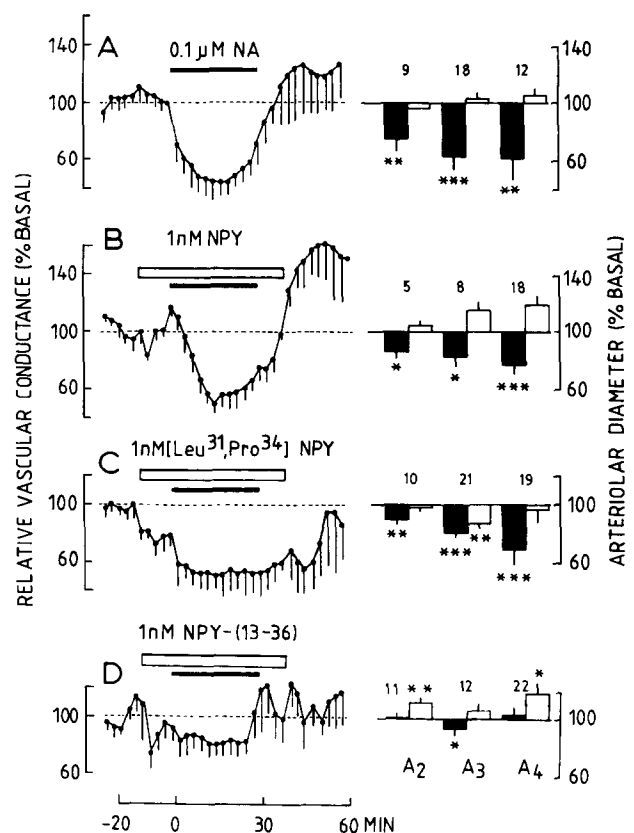 RELATIVE VASCULAR CONDUCTANCE (% BASAL)
ARTERIOLAR DIAMETER (% BASAL)
A
0.1 µM NA
140
100
60
9 18 12
** *** **
140
100
60
B
1nM NPY
140
100
60
5 8 18
* * ***
140
100
60
C
1nM[Leu³¹,Pro³⁴] NPY
100
60
10 21 19
** *** ** ***
100
60
D
1nM NPY-(13-36)
100
60
11 12 22
** * *
A₂ A₃ A₄
100
60
-20 0 30 60 MIN